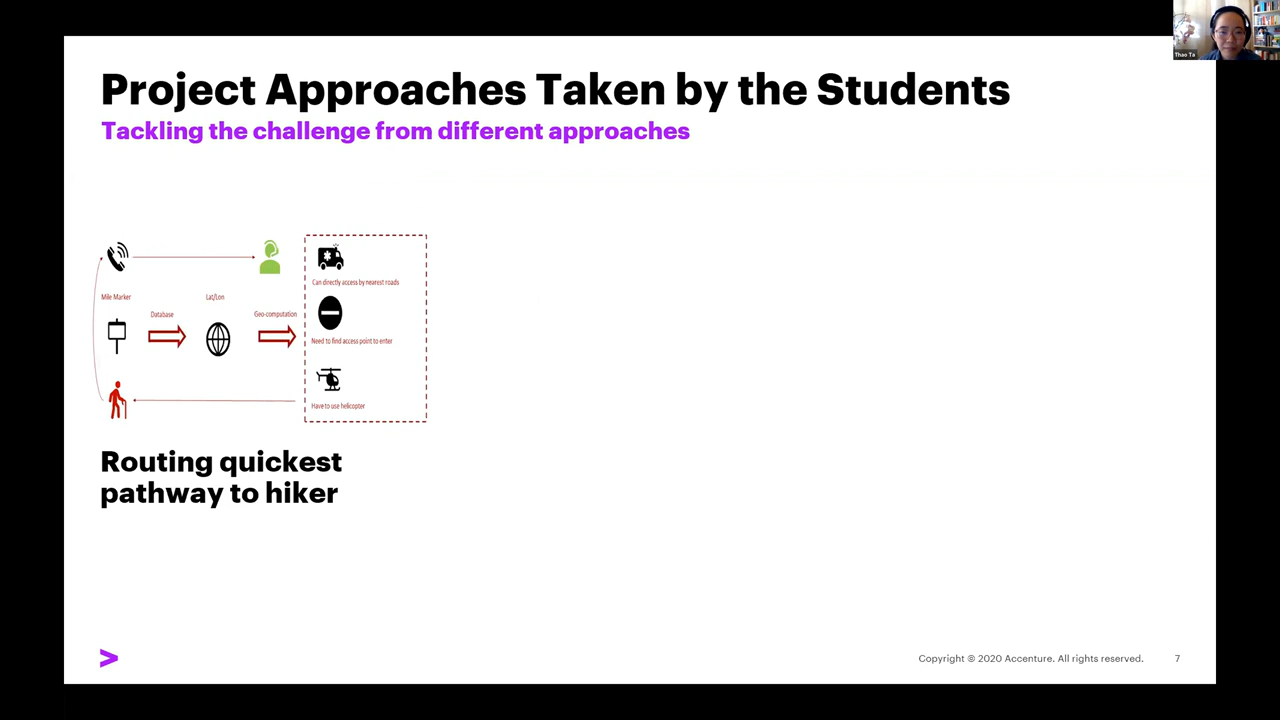 Thao Ta
Project Approaches Taken by the Students
Tackling the challenge from different approaches
Can directly access by nearest roads
Mile Marker
Lat/Lon
Database
Geo-computation
Need to find access point to enter
Have to use helicopter
Routing quickest
pathway to hiker
>
Copyright © 2020 Accenture. All rights reserved.
7